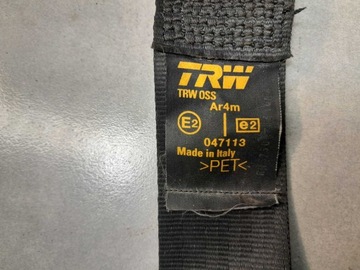 TRW
TRW OSS
Ar4m
E2 e2
047113
Made in Italy
>PET<